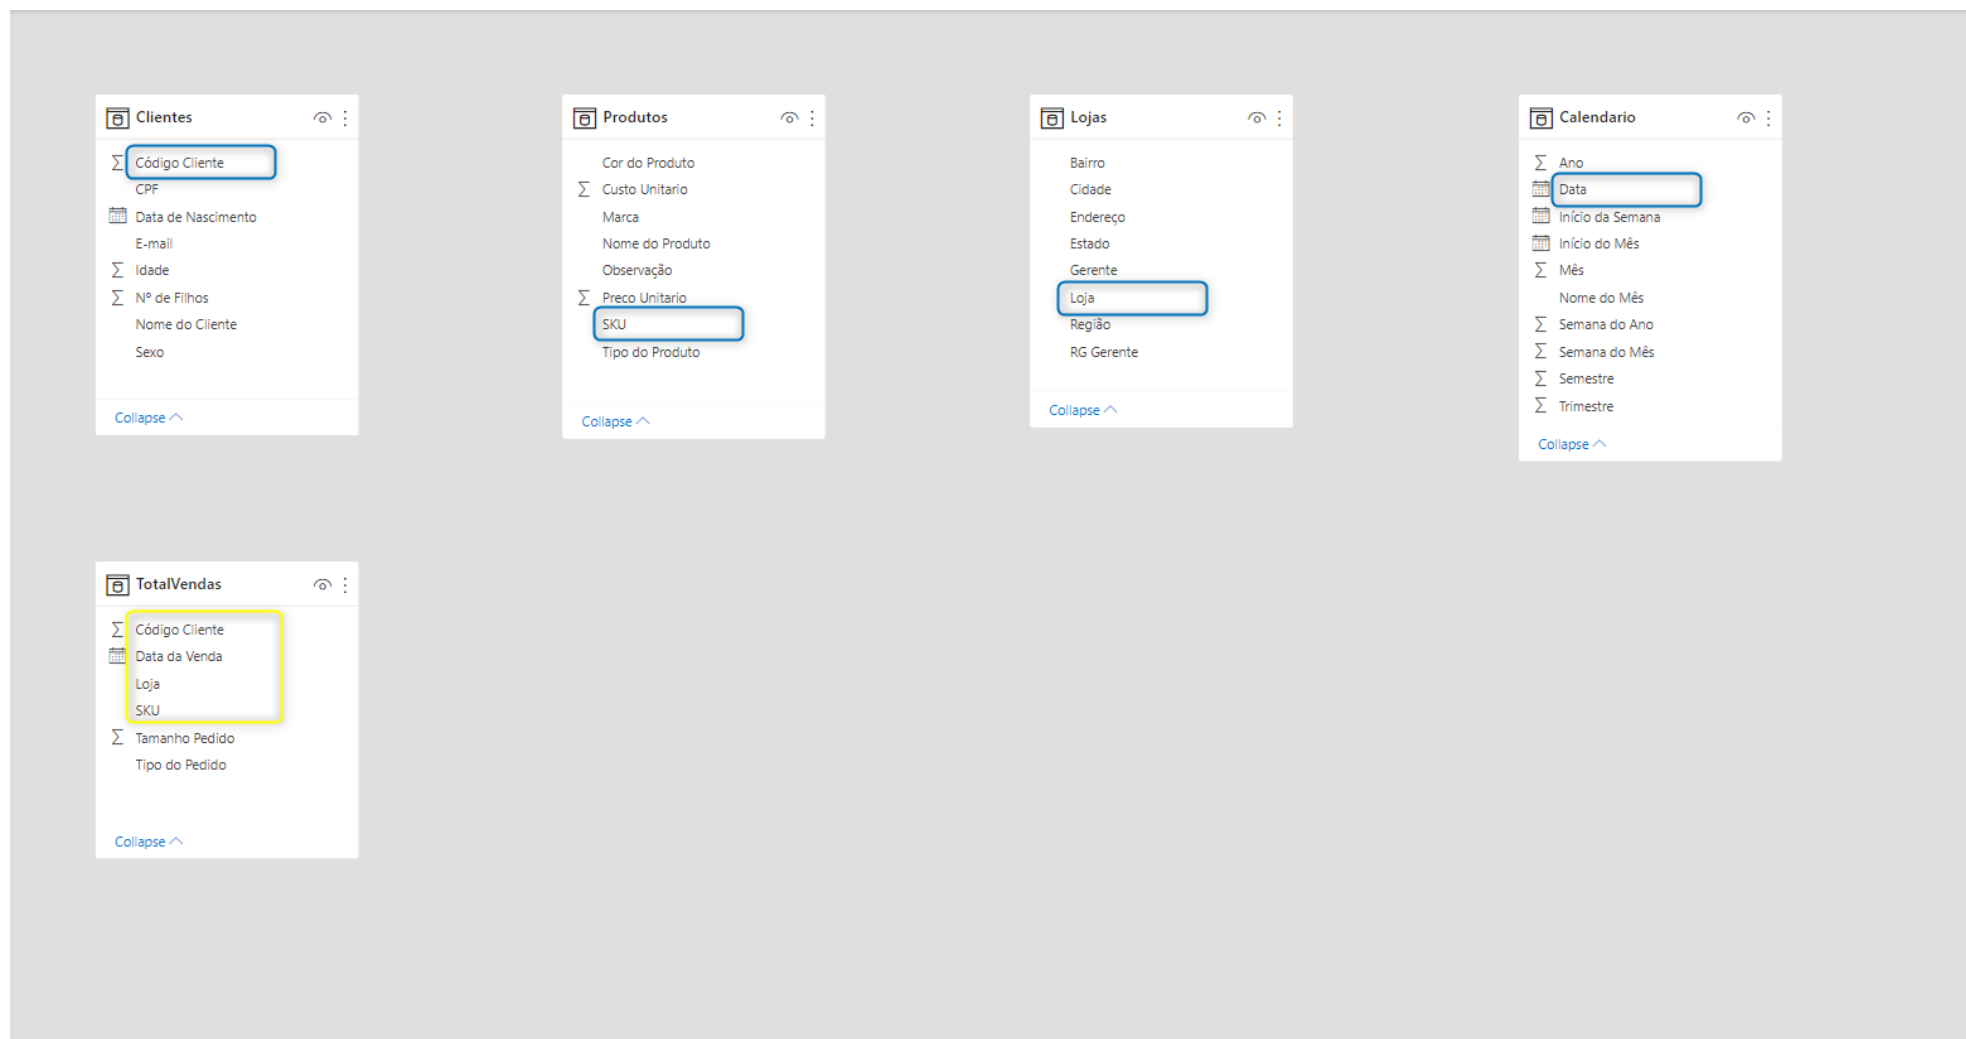 Clientes
Código Cliente
CPF
Data de Nascimento
E-mail
Idade
Nº de Filhos
Nome do Cliente
Sexo
Collapse
Produtos
Cor do Produto
Custo Unitario
Marca
Nome do Produto
Observação
Preco Unitario
SKU
Tipo do Produto
Collapse
Lojas
Bairro
Cidade
Endereço
Estado
Gerente
Loja
Região
RG Gerente
Collapse
Calendario
Ano
Data
Início da Semana
Início do Mês
Mês
Nome do Mês
Semana do Ano
Semana do Mês
Semestre
Trimestre
Collapse
TotalVendas
Código Cliente
Data da Venda
Loja
SKU
Tamanho Pedido
Tipo do Pedido
Collapse